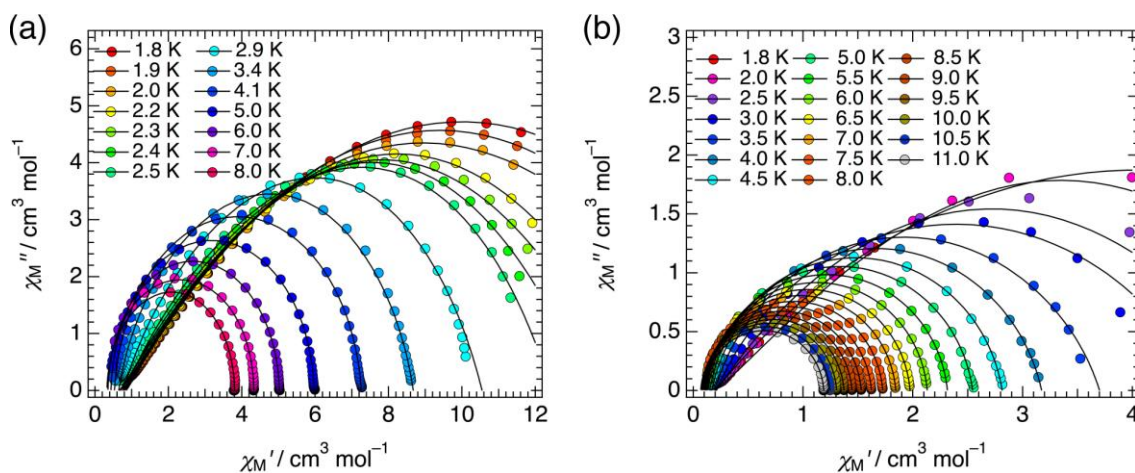 (a)
6
5
4
3
2
1
0
χM″ / cm³ mol⁻¹
1.8 K
1.9 K
2.0 K
2.2 K
2.3 K
2.4 K
2.5 K
2.9 K
3.4 K
4.1 K
5.0 K
6.0 K
7.0 K
8.0 K
0 2 4 6 8 10 12
χM′ / cm³ mol⁻¹
(b)
3
2.5
2
1.5
1
0.5
0
χM″ / cm³ mol⁻¹
1.8 K
2.0 K
2.5 K
3.0 K
3.5 K
4.0 K
4.5 K
5.0 K
5.5 K
6.0 K
6.5 K
7.0 K
7.5 K
8.0 K
8.5 K
9.0 K
9.5 K
10.0 K
10.5 K
11.0 K
0 1 2 3 4
χM′ / cm³ mol⁻¹